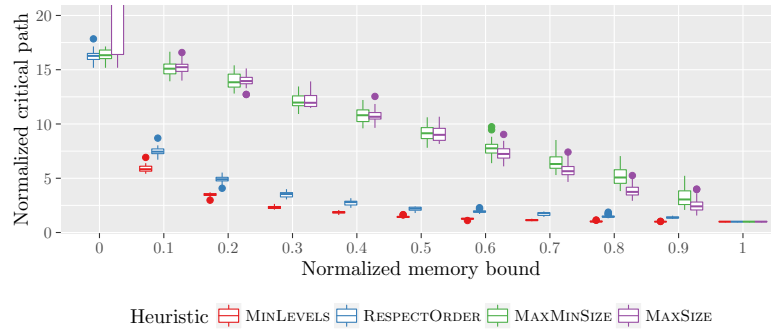 Normalized critical path
20
15
10
5
0
0 0.1 0.2 0.3 0.4 0.5 0.6 0.7 0.8 0.9 1
Normalized memory bound
Heuristic MINLEVELS RESPECTORDER MAXMINSIZE MAXSIZE